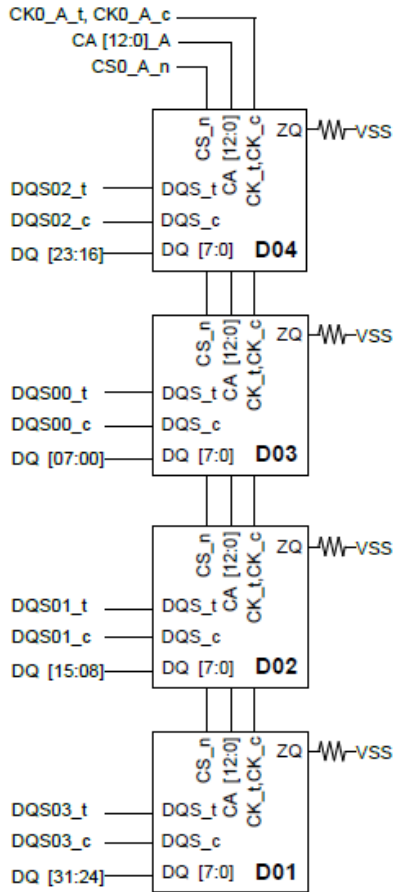 CK0_A_t, CK0_A_c
CA [12:0]_A
CS0_A_n
CS_n
CA [12:0]
CK_t,CK_c
ZQ
VSS
DQS02_t
DQS_t
DQS02_c
DQS_c
DQ [23:16]
DQ [7:0]
D04
CS_n
CA [12:0]
CK_t,CK_c
ZQ
VSS
DQS00_t
DQS_t
DQS00_c
DQS_c
DQ [07:00]
DQ [7:0]
D03
CS_n
CA [12:0]
CK_t,CK_c
ZQ
VSS
DQS01_t
DQS_t
DQS01_c
DQS_c
DQ [15:08]
DQ [7:0]
D02
CS_n
CA [12:0]
CK_t,CK_c
ZQ
VSS
DQS03_t
DQS_t
DQS03_c
DQS_c
DQ [31:24]
DQ [7:0]
D01